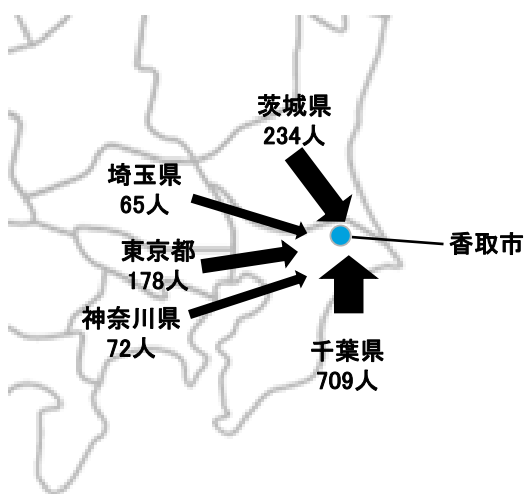 茨城県
234人
埼玉県
65人
香取市
東京都
178人
神奈川県
72人
千葉県
709人